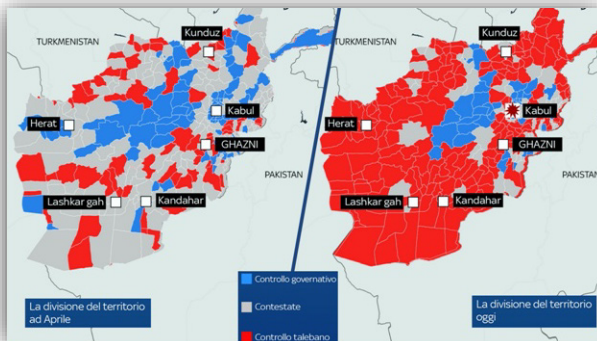 TURKMENISTAN
Kunduz
Kabul
Herat
GHAZNI
PAKISTAN
Lashkar gah
Kandahar
La divisione del territorio
ad Aprile
Controllo governativo
Contestate
Controllo talebano
TURKMENISTAN
Kunduz
Kabul
Herat
GHAZNI
PAKISTAN
Lashkar gah
Kandahar
La divisione del territorio
oggi